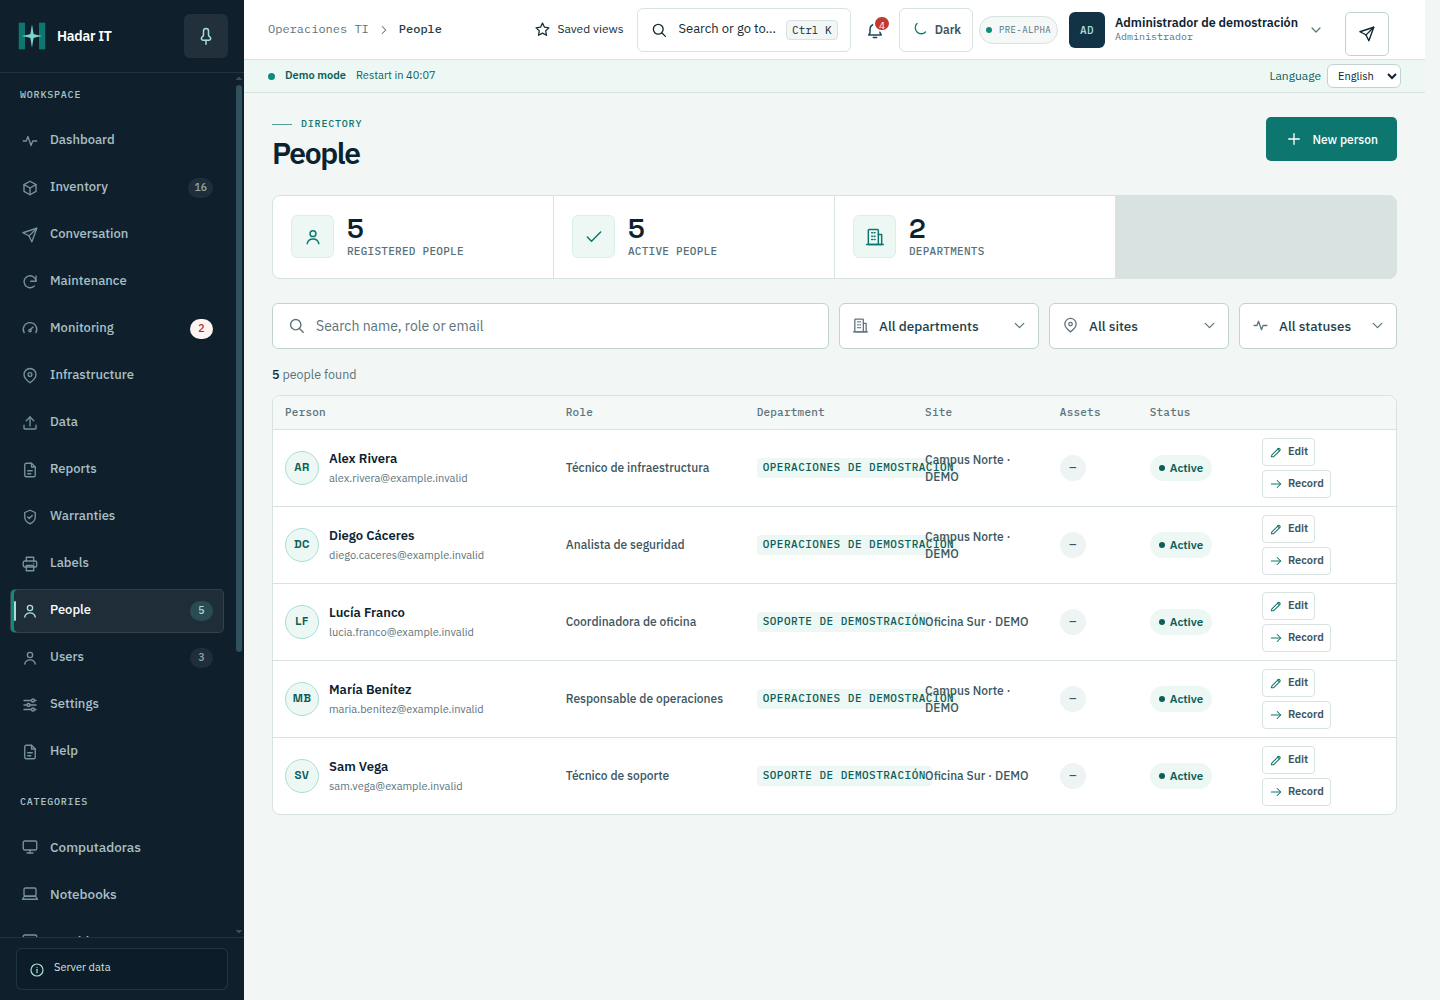 Hadar IT
Operaciones TI > People
Saved views
Search or go to... Ctrl K
4
Dark
PRE-ALPHA
AD
Administrador de demostración
Administrador
Demo mode Restart in 40:07
Language English
WORKSPACE
Dashboard
Inventory 16
Conversation
Maintenance
Monitoring 2
Infrastructure
Data
Reports
Warranties
Labels
People 5
Users 3
Settings
Help
CATEGORIES
Computadoras
Notebooks
Server data
DIRECTORY
People
New person
5
REGISTERED PEOPLE
5
ACTIVE PEOPLE
2
DEPARTMENTS
Search name, role or email
All departments
All sites
All statuses
5 people found
Person Role Department Site Assets Status
AR Alex Rivera
alex.rivera@example.invalid
Técnico de infraestructura
OPERACIONES DE DEMOSTRACIÓN
Campus Norte ·
DEMO
–
Active
Edit
Record
DC Diego Cáceres
diego.caceres@example.invalid
Analista de seguridad
OPERACIONES DE DEMOSTRACIÓN
Campus Norte ·
DEMO
–
Active
Edit
Record
LF Lucía Franco
lucia.franco@example.invalid
Coordinadora de oficina
SOPORTE DE DEMOSTRACIÓN
Oficina Sur · DEMO
–
Active
Edit
Record
MB María Benítez
maria.benitez@example.invalid
Responsable de operaciones
OPERACIONES DE DEMOSTRACIÓN
Campus Norte ·
DEMO
–
Active
Edit
Record
SV Sam Vega
sam.vega@example.invalid
Técnico de soporte
SOPORTE DE DEMOSTRACIÓN
Oficina Sur · DEMO
–
Active
Edit
Record